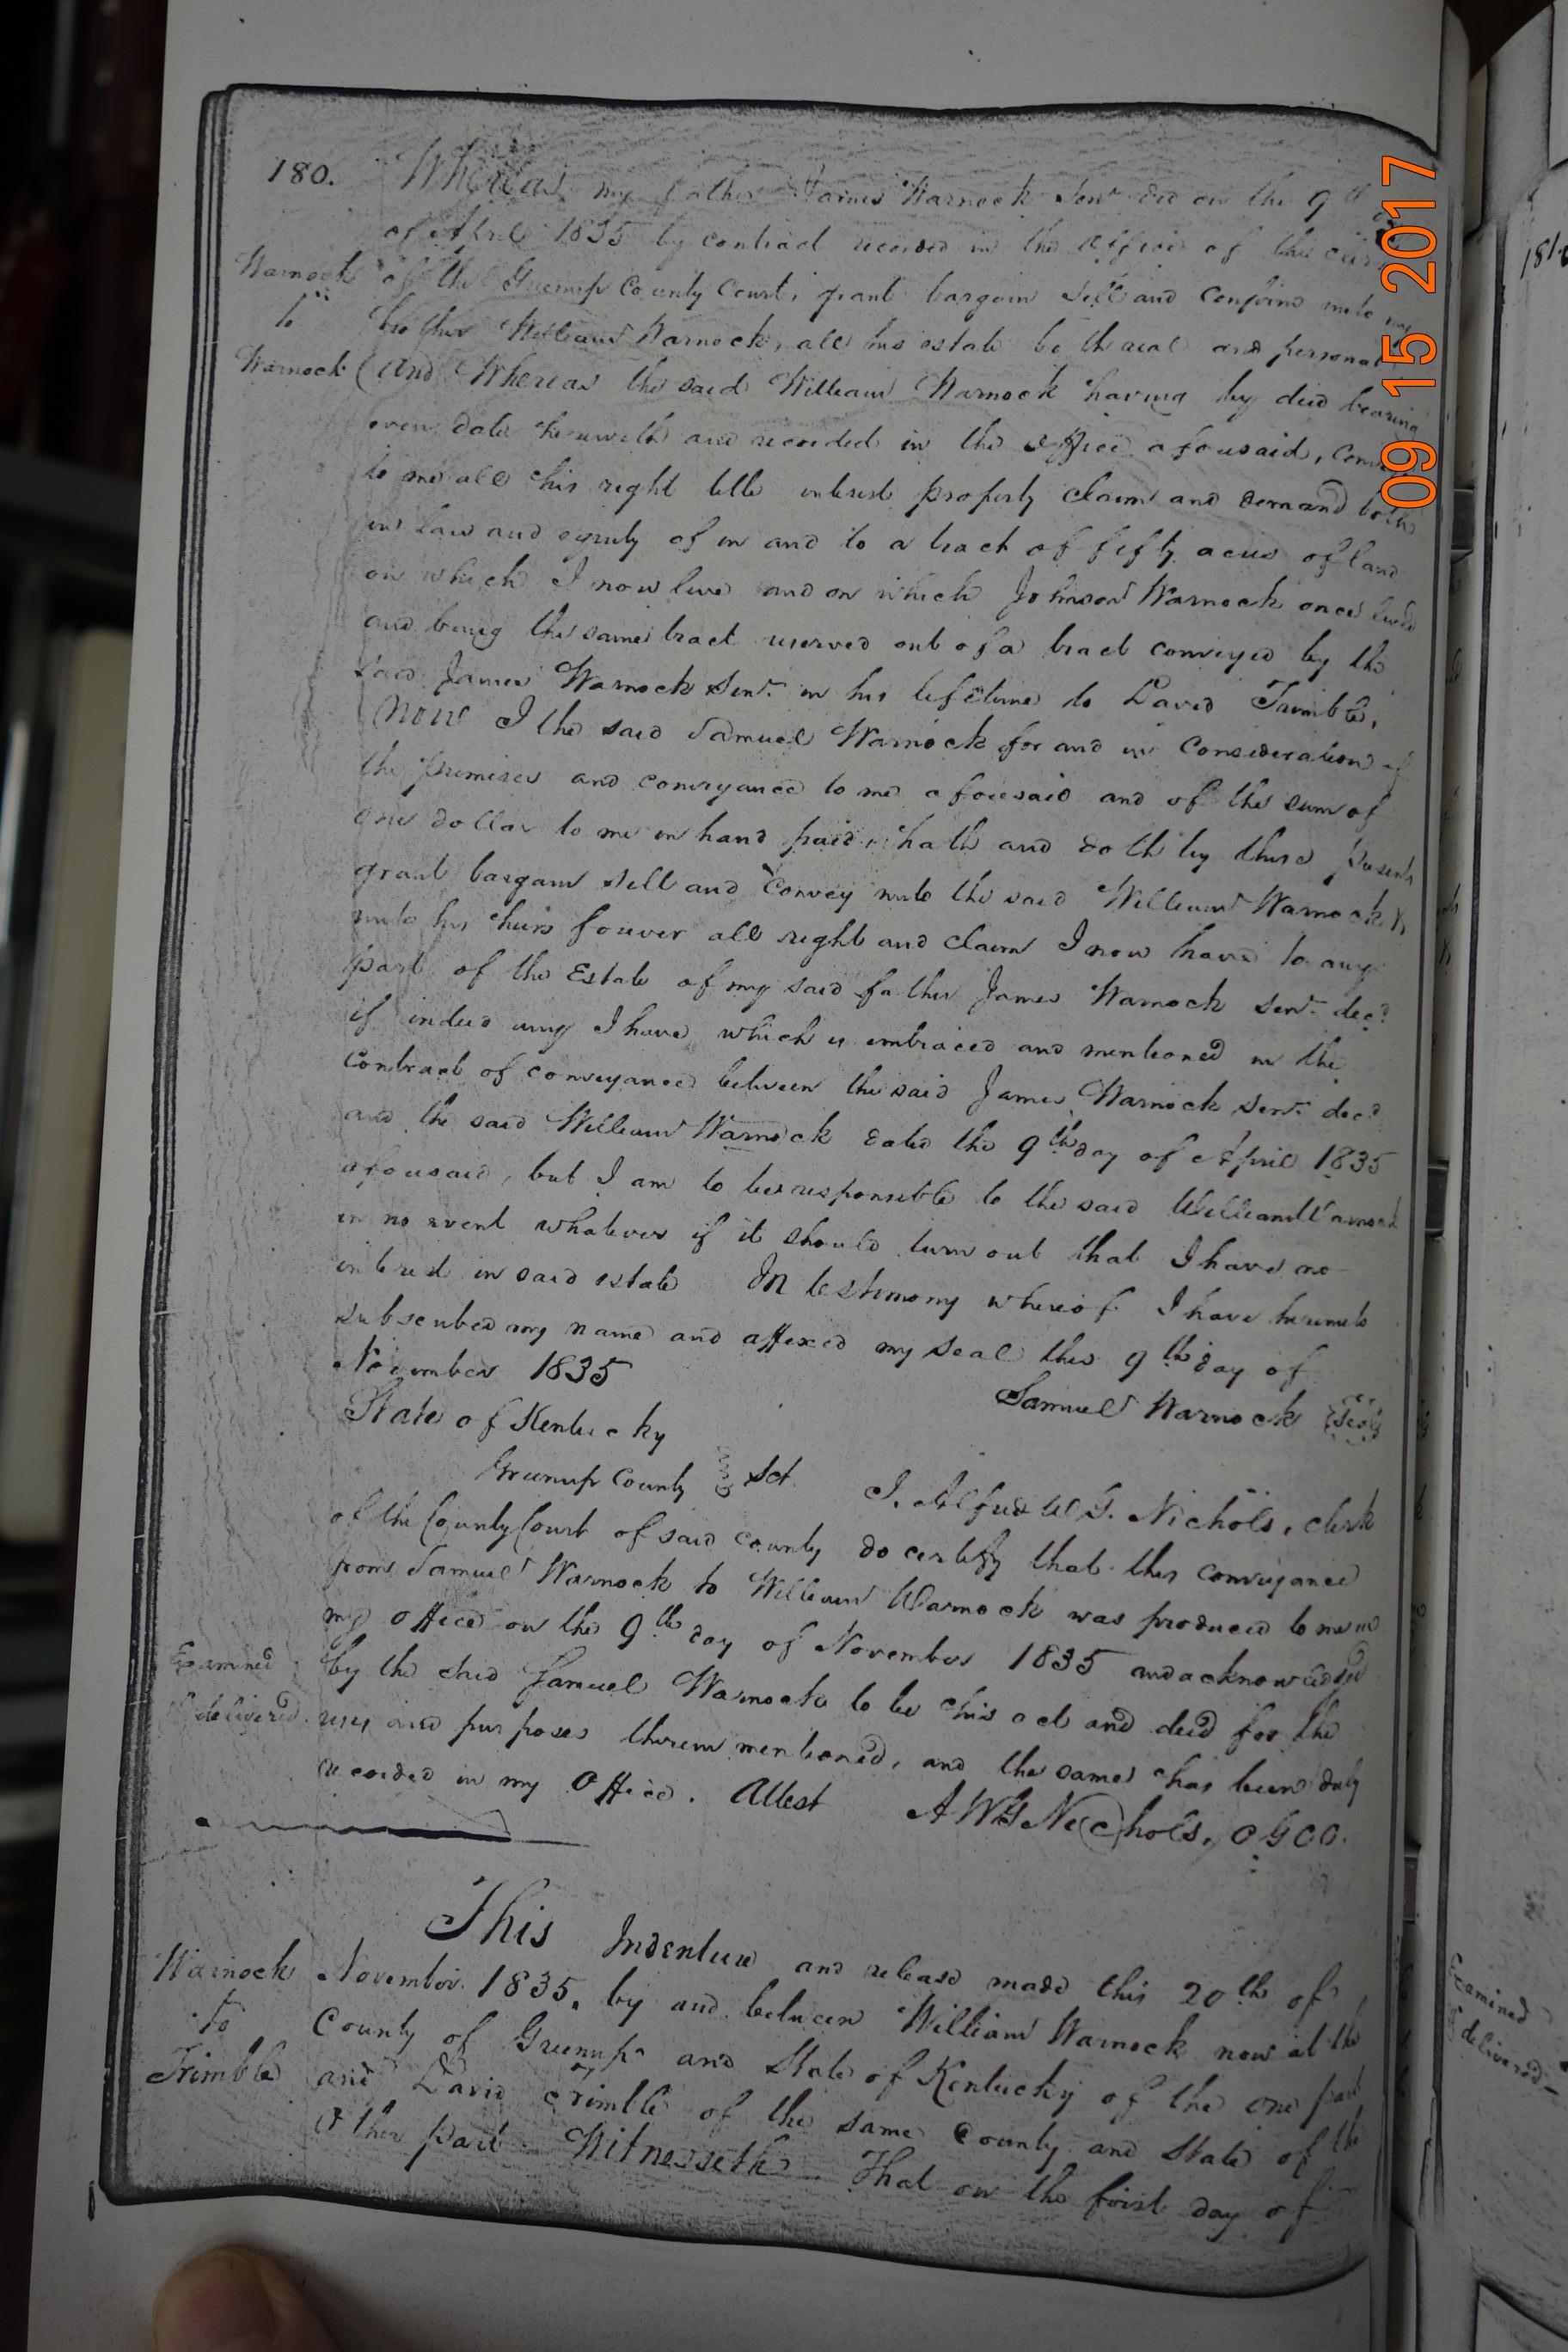 180.
Whereas my father James Warnock Senr. did on the 9th
of April 1835 by contract recorded in the office of the
Warnock
to
Warnock
of the Greenup County Court, grant bargain sell and confirm unto my
brother William Warnock, all his estate both real and personal
And Whereas the said William Warnock having by deed bearing
even date herewith and recorded in the office aforesaid,
to me all his right title interest property claim and demand both
in law and equity of in and to a tract of fifty acres of land
on which I now live and on which Johnson Warnock once lived
and being the same tract reserved out of a tract conveyed by the
said James Warnock Senr. in his lifetime to David Trimble,
Now I the said Samuel Warnock for and in consideration of
the premises and conveyance to me aforesaid and of the sum of
one dollar to me in hand paid, hath and doth by these presents
grant bargain sell and convey unto the said William Warnock &
unto his heirs forever all right and claim I now have to any
part of the Estate of my said father James Warnock Senr. decd
if indeed any I have which is embraced and mentioned in the
contract of conveyance between the said James Warnock Senr. decd
and the said William Warnock dated the 9th day of April 1835
aforesaid, but I am to be responsible to the said William Warnock
in no event whatever if it should turn out that I have no
interest in said estate In testimony whereof I have hereunto
subscribed my name and affixed my seal this 9th day of
November 1835
Samuel Warnock Seal
State of Kentucky
Greenup County Sct.
I. Alfred W G. Nichols, clerk
of the County Court of said county do certify that this conveyance
from Samuel Warnock to William Warnock was produced to me in
my office on the 9th day of November 1835 and acknowledged
Examined
& delivered
by the said Samuel Warnock to be his act and deed for the
uses and purposes therein mentioned, and the same has been duly
recorded in my Office. Attest A W G Nichols, C G C C.
This Indenture and release made this 20th of
Warnock
to
Trimble
November 1835, by and between William Warnock now of the
County of Greenup and State of Kentucky of the one part
and David Trimble of the same County and State of the
other part Witnesseth That on the first day of
09 15 2017
181
Examined
& delivered